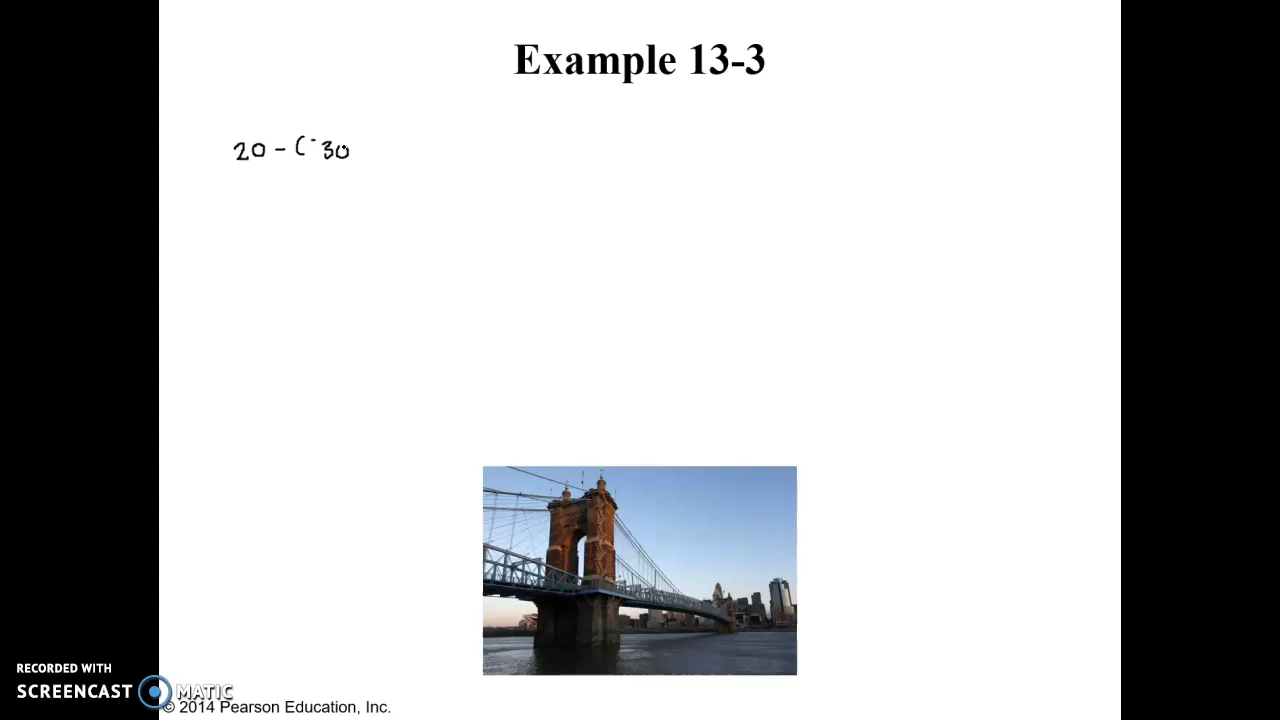 Example 13-3
20 - (-30
RECORDED WITH
SCREENCAST MATIC
© 2014 Pearson Education, Inc.